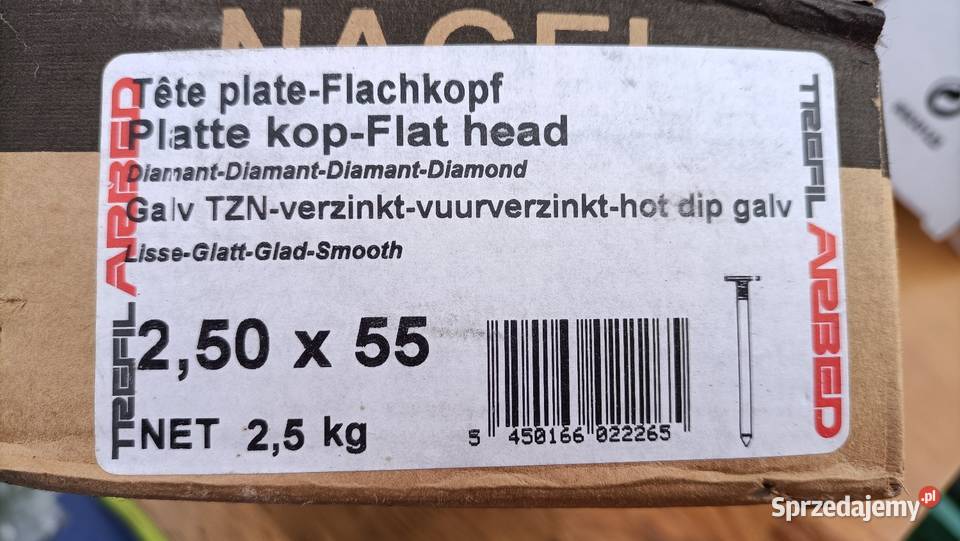 NAGEL
Tête plate-Flachkopf
Platte kop-Flat head
Diamant-Diamant-Diamant-Diamond
Galv TZN-verzinkt-vuurverzinkt-hot dip galv
Lisse-Glatt-Glad-Smooth
2,50 x 55
NET 2,5 kg
5 450166 022265
TREFIL ARBED
TREFIL ARBED
Sprzedajemy.pl